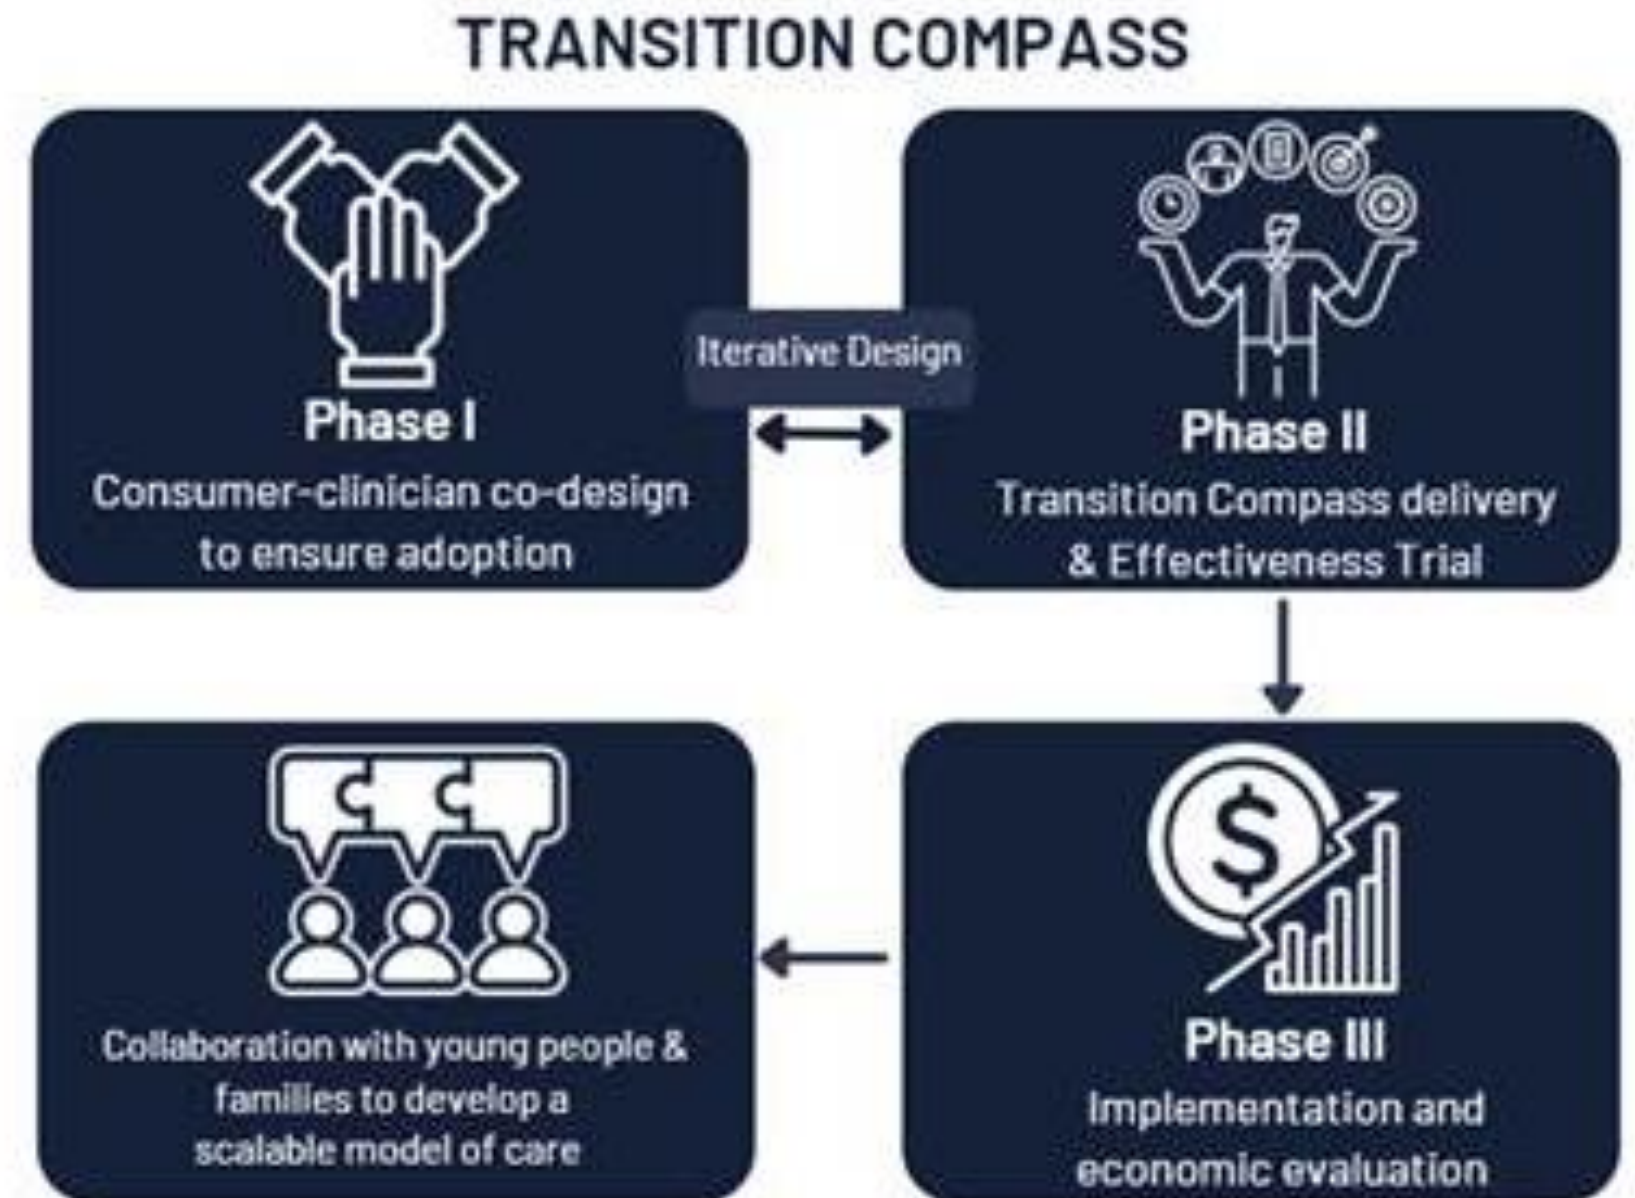 TRANSITION COMPASS
Phase I
Consumer-clinician co-design
to ensure adoption
Iterative Design
Phase II
Transition Compass delivery
& Effectiveness Trial
Phase III
Implementation and
economic evaluation
Collaboration with young people &
families to develop a
scalable model of care